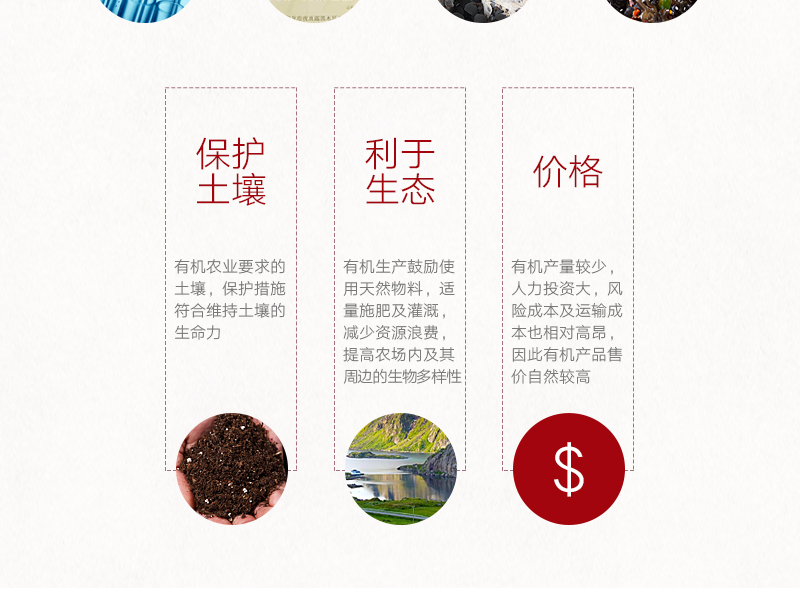 保护
土壤
有机农业要求的
土壤，保护措施
符合维持土壤的
生命力
利于
生态
有机生产鼓励使
用天然物料，适
量施肥及灌溉，
减少资源浪费，
提高农场内及其
周边的生物多样性
价格
有机产量较少，
人力投资大，风
险成本及运输成
本也相对高昂，
因此有机产品售
价自然较高
$